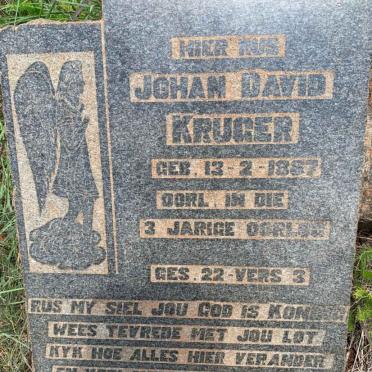 HIER RUS
JOHAN DAVID
KRUGER
GEB. 13-2-1897
OORL. IN DIE
3 JARIGE OORLOG
GES. 22-VERS 3
RUS MY SIEL JOU GOD IS
WEES TEVREDE MET JOU LOT
KYK HOE ALLES HIER VERANDER